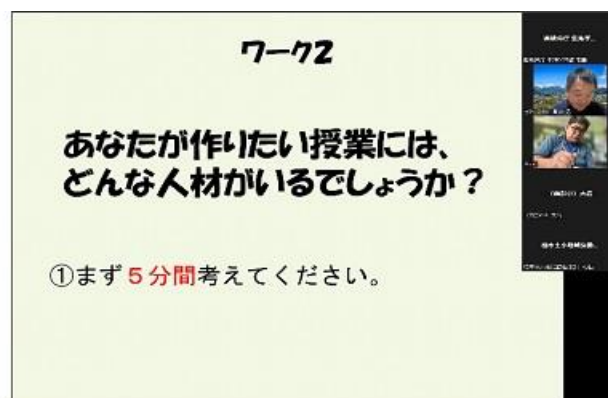 ワーク2
あなたが作りたい授業には、
どんな人材がいるでしょうか？
①まず５分間考えてください。